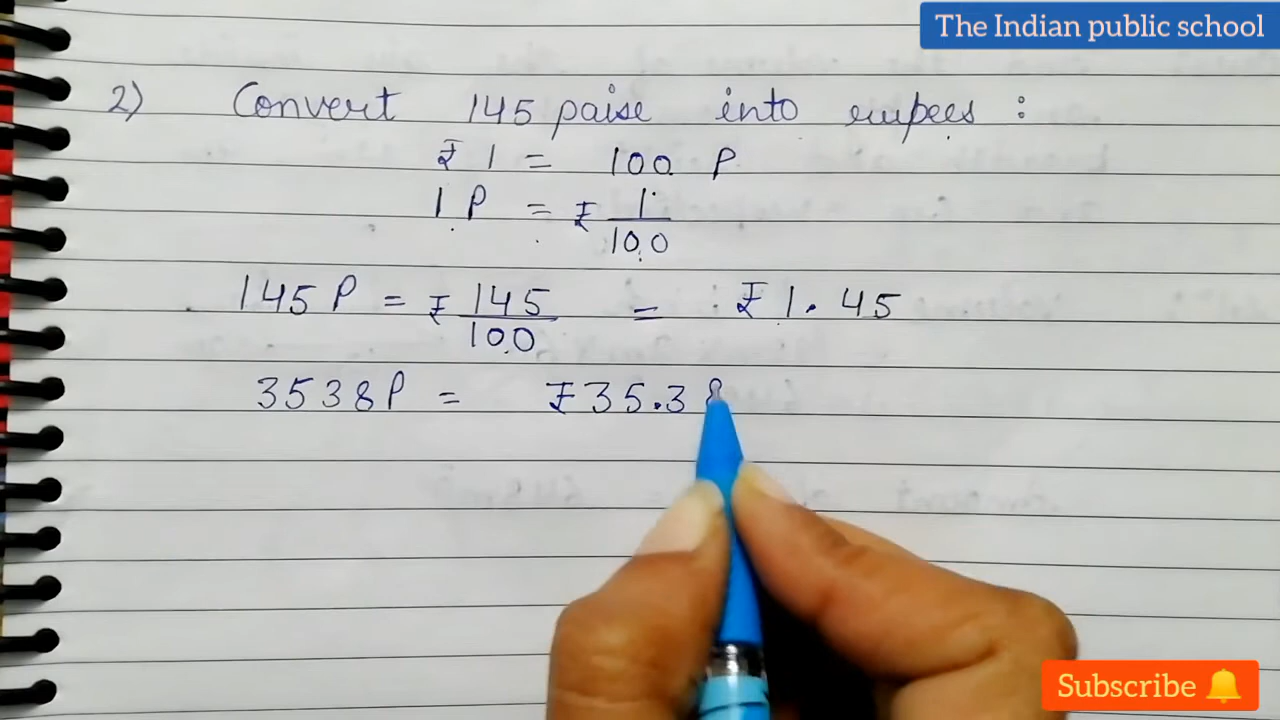 The Indian public school
2) Convert 145 paise into rupees :
₹ 1 = 100 P
1 P = ₹ 1/100
145 P = ₹ 145/100 = ₹ 1.45
3538 P = ₹ 35.38
Subscribe